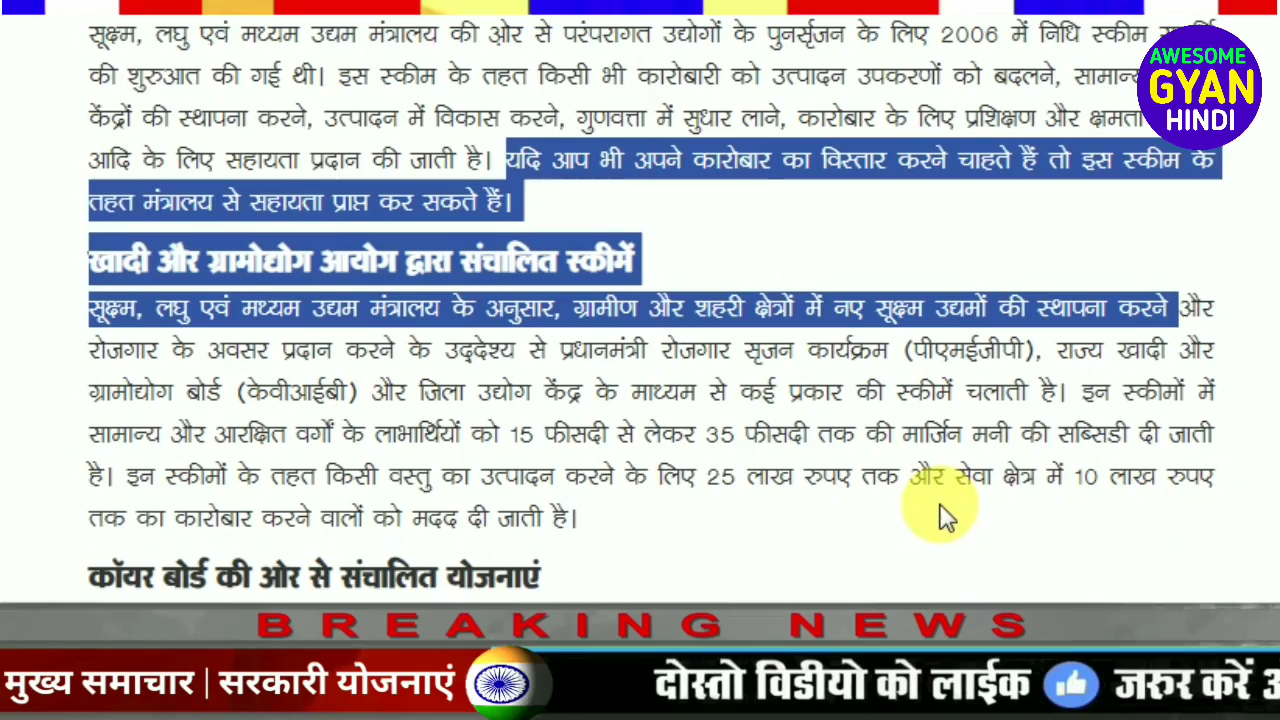 सूक्ष्म, लघु एवं मध्यम उद्यम मंत्रालय की ओर से परंपरागत उद्योगों के पुनर्सृजन के लिए 2006 में निधि स्कीम
की शुरुआत की गई थी। इस स्कीम के तहत किसी भी कारोबारी को उत्पादन उपकरणों को बदलने, सामान्य
केंद्रों की स्थापना करने, उत्पादन में विकास करने, गुणवत्ता में सुधार लाने, कारोबार के लिए प्रशिक्षण और क्षमता
आदि के लिए सहायता प्रदान की जाती है। यदि आप भी अपने कारोबार का विस्तार करने चाहते हैं तो इस स्कीम के
तहत मंत्रालय से सहायता प्राप्त कर सकते हैं।
खादी और ग्रामोद्योग आयोग द्वारा संचालित स्कीमें
सूक्ष्म, लघु एवं मध्यम उद्यम मंत्रालय के अनुसार, ग्रामीण और शहरी क्षेत्रों में नए सूक्ष्म उद्यमों की स्थापना करने और
रोजगार के अवसर प्रदान करने के उद्देश्य से प्रधानमंत्री रोजगार सृजन कार्यक्रम (पीएमईजीपी), राज्य खादी और
ग्रामोद्योग बोर्ड (केवीआईबी) और जिला उद्योग केंद्र के माध्यम से कई प्रकार की स्कीमें चलाती है। इन स्कीमों में
सामान्य और आरक्षित वर्गों के लाभार्थियों को 15 फीसदी से लेकर 35 फीसदी तक की मार्जिन मनी की सब्सिडी दी जाती
है। इन स्कीमों के तहत किसी वस्तु का उत्पादन करने के लिए 25 लाख रुपए तक और सेवा क्षेत्र में 10 लाख रुपए
तक का कारोबार करने वालों को मदद दी जाती है।
कॉयर बोर्ड की ओर से संचालित योजनाएं
AWESOME
GYAN
HINDI
BREAKING NEWS
मुख्य समाचार | सरकारी योजनाएं
दोस्तो विडीयो को लाईक जरुर करें